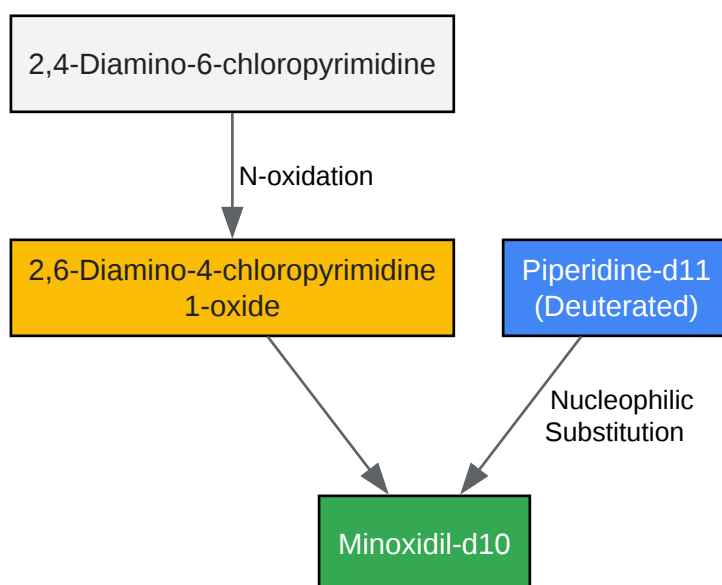 2,4-Diamino-6-chloropyrimidine
N-oxidation
2,6-Diamino-4-chloropyrimidine
1-oxide
Piperidine-d11
(Deuterated)
Nucleophilic
Substitution
Minoxidil-d10